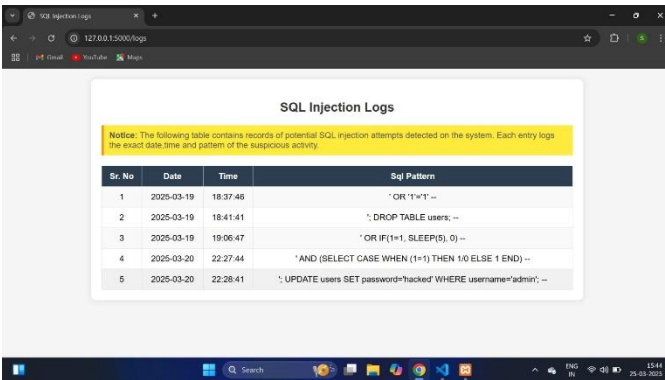 SQL Injection Logs
127.0.0.1:5000/logs
Gmail YouTube Maps
SQL Injection Logs
Notice: The following table contains records of potential SQL injection attempts detected on the system. Each entry logs
the exact date,time and pattern of the suspicious activity.
Sr. No Date Time Sql Pattern
1 2025-03-19 18:37:46 ' OR '1'='1' --
2 2025-03-19 18:41:41 '; DROP TABLE users; --
3 2025-03-19 19:06:47 ' OR IF(1=1, SLEEP(5), 0) --
4 2025-03-20 22:27:44 ' AND (SELECT CASE WHEN (1=1) THEN 1/0 ELSE 1 END) --
5 2025-03-20 22:28:41 '; UPDATE users SET password='hacked' WHERE username='admin'; --
Search
ENG
IN
15:44
25-03-2025